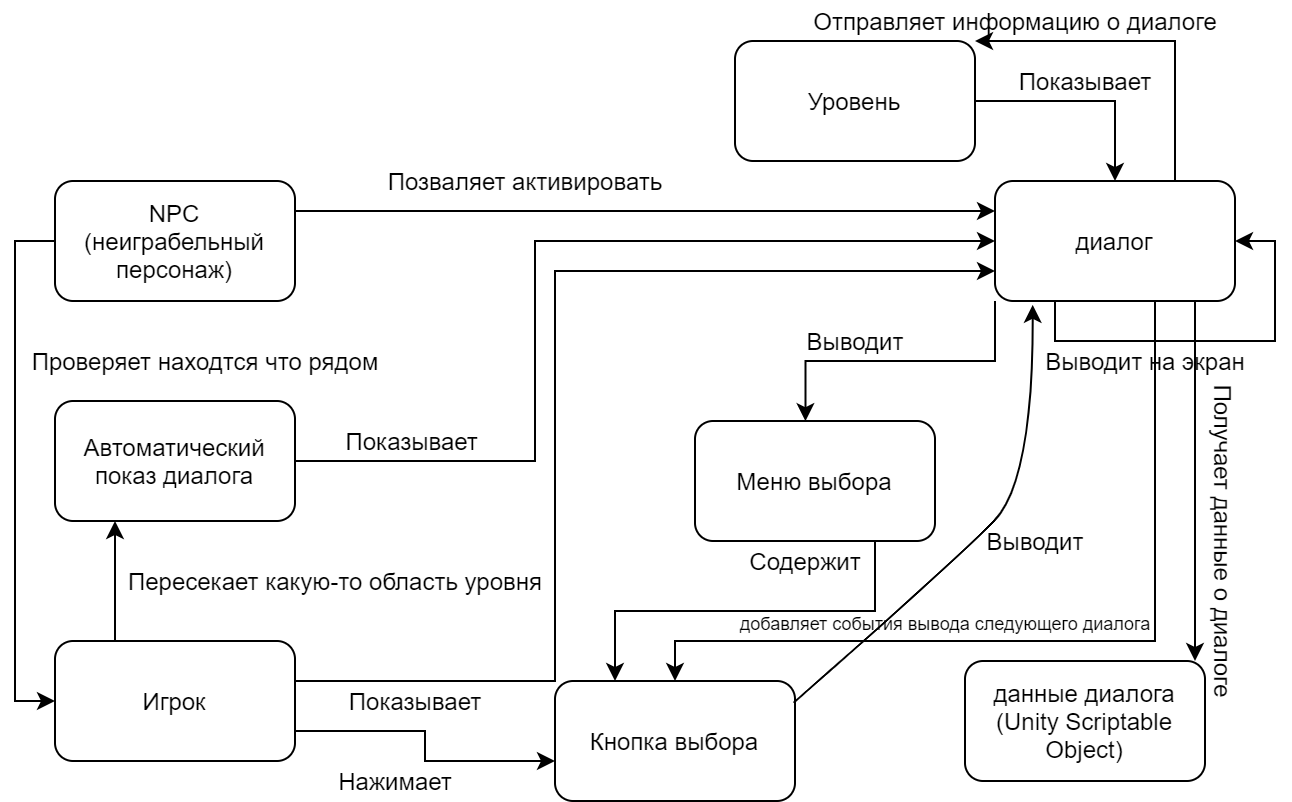 Отправляет информацию о диалоге
Уровень
Показывает
Позваляет активировать
NPC
(неиграбельный
персонаж)
диалог
Выводит
Выводит на экран
Проверяет находтся что рядом
Получает данные о диалоге
Автоматический
показ диалога
Показывает
Меню выбора
Выводит
Содержит
Пересекает какую-то область уровня
добавляет события вывода следующего диалога
Игрок
Показывает
данные диалога
(Unity Scriptable
Object)
Кнопка выбора
Нажимает